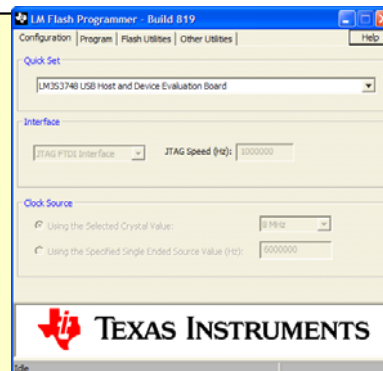 LM Flash Programmer - Build 819
Configuration Program Flash Utilities Other Utilities Help
Quick Set
LM3S3748 USB Host and Device Evaluation Board
Interface
JTAG FTDI Interface JTAG Speed (Hz): 1000000
Clock Source
Using the Selected Crystal Value: 8 MHz
Using the Specified Single Ended Source Value (Hz): 6000000
TEXAS INSTRUMENTS
Idle